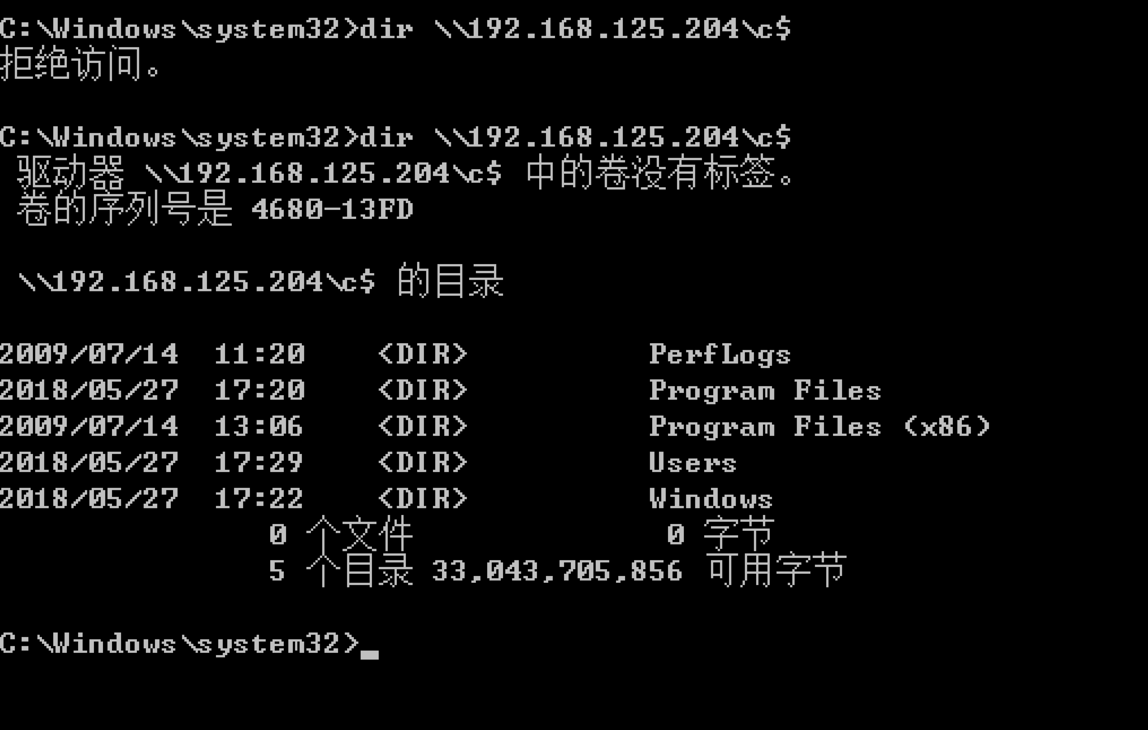 C:\Windows\system32>dir \\192.168.125.204\c$
拒绝访问。
C:\Windows\system32>dir \\192.168.125.204\c$
 驱动器 \\192.168.125.204\c$ 中的卷没有标签。
 卷的序列号是 4680-13FD
 \\192.168.125.204\c$ 的目录
2009/07/14  11:20    <DIR>          PerfLogs
2018/05/27  17:20    <DIR>          Program Files
2009/07/14  13:06    <DIR>          Program Files (x86)
2018/05/27  17:29    <DIR>          Users
2018/05/27  17:22    <DIR>          Windows
               0 个文件              0 字节
               5 个目录 33,043,705,856 可用字节
C:\Windows\system32>